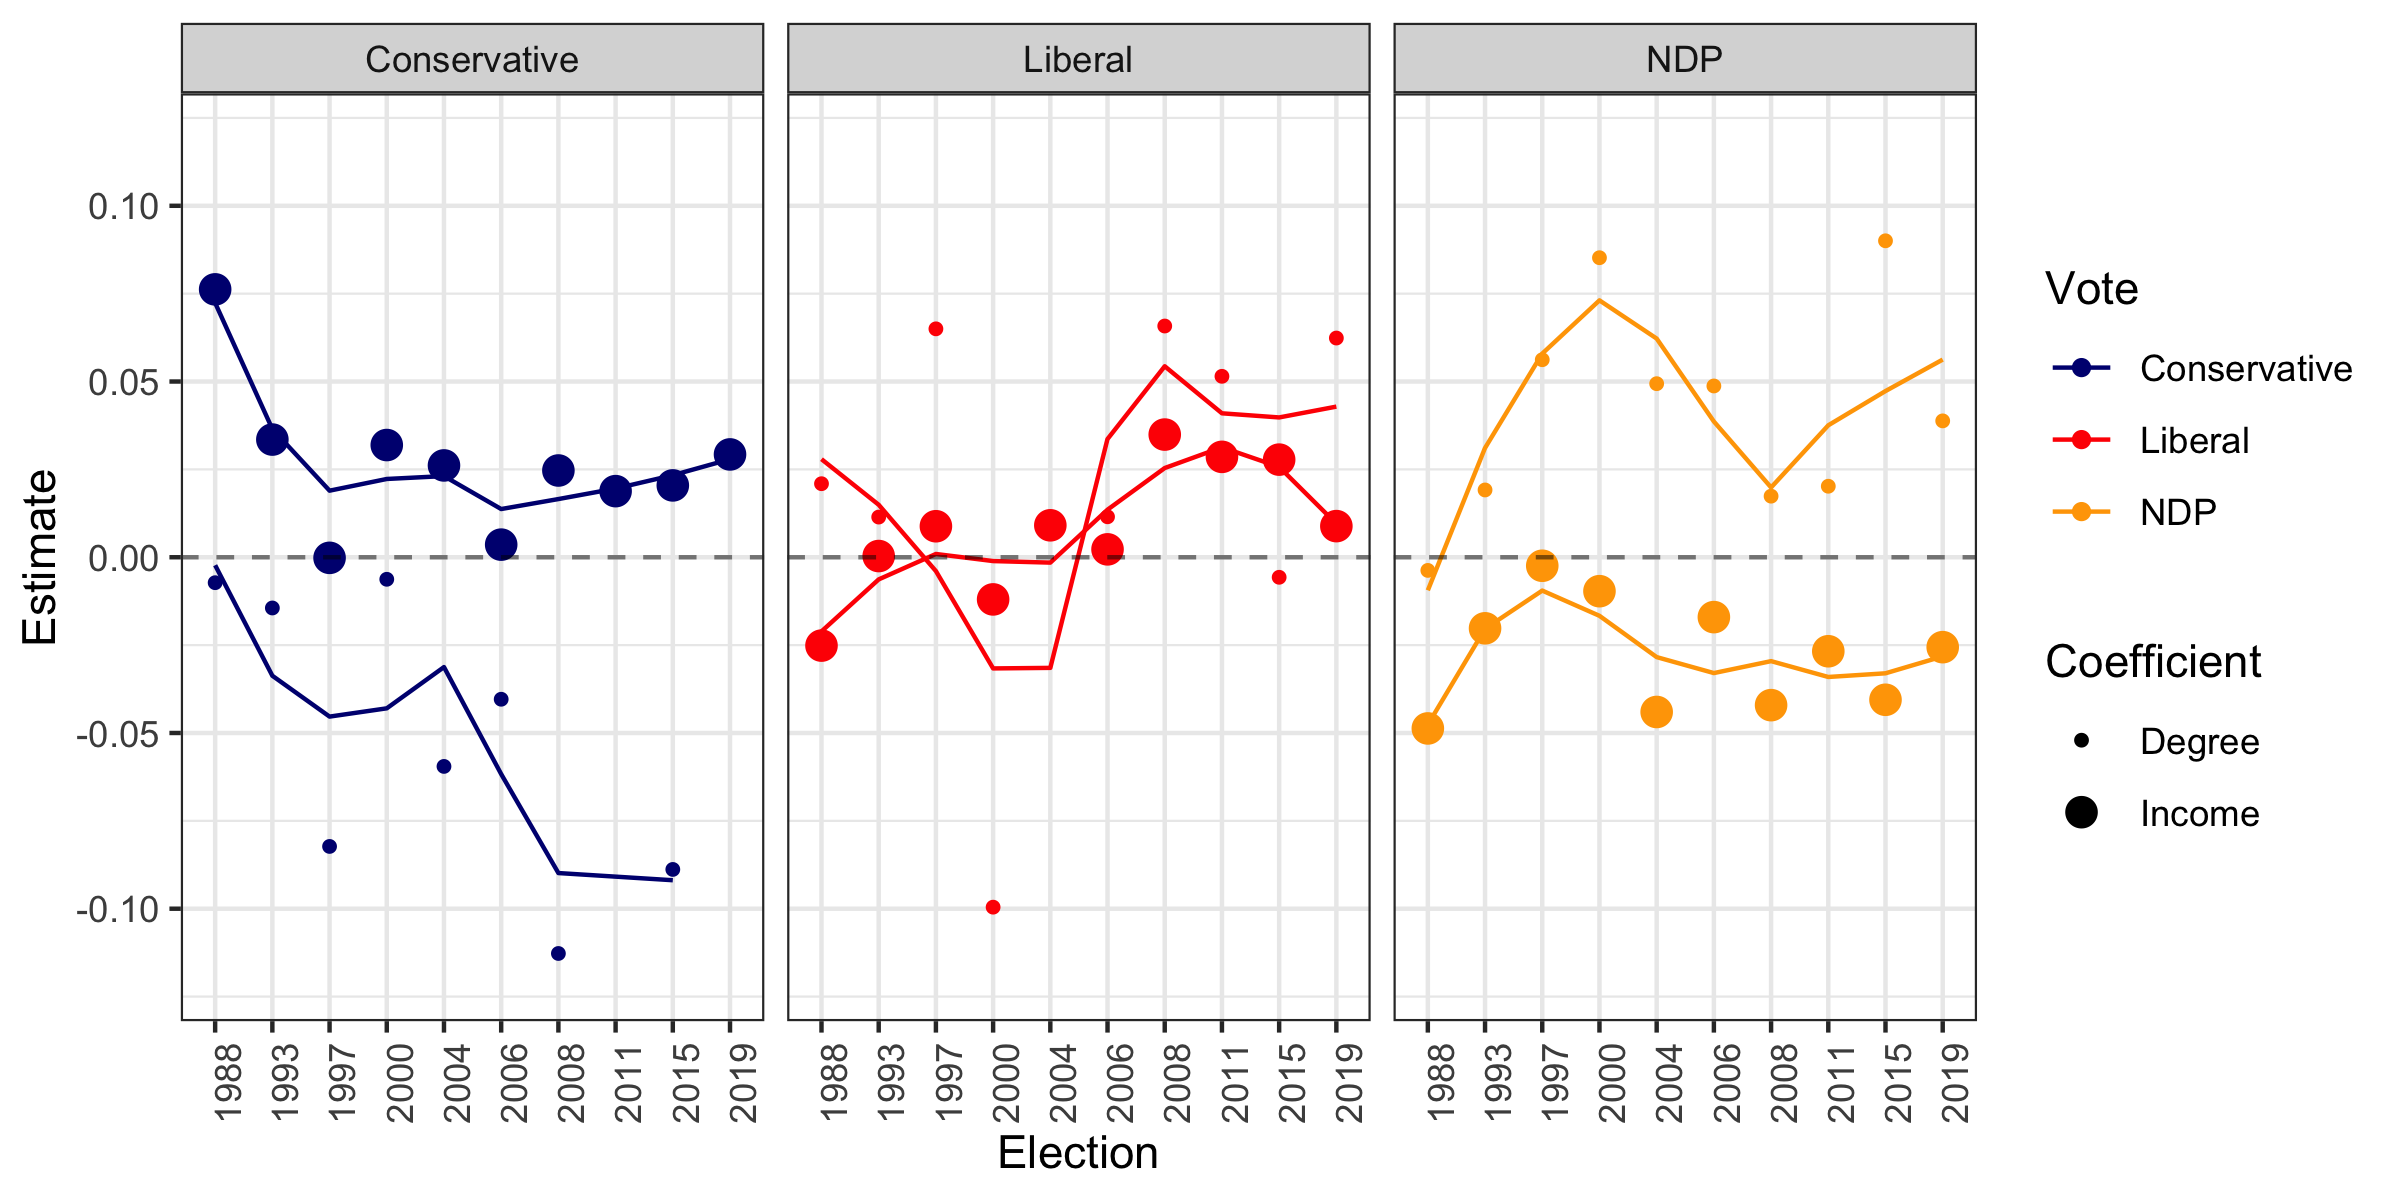 Conservative
Liberal
NDP
Estimate
0.10
0.05
0.00
-0.05
-0.10
1988 1993 1997 2000 2004 2006 2008 2011 2015 2019
1988 1993 1997 2000 2004 2006 2008 2011 2015 2019
1988 1993 1997 2000 2004 2006 2008 2011 2015 2019
Election
Vote
Conservative
Liberal
NDP
Coefficient
Degree
Income